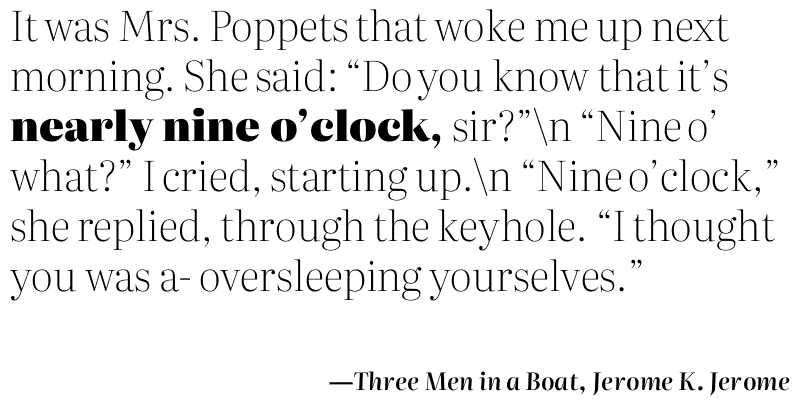 It was Mrs. Poppets that woke me up next
morning. She said: “Do you know that it’s
nearly nine o’clock, sir?”\n “Nine o’
what?” I cried, starting up.\n “Nine o’clock,”
she replied, through the keyhole. “I thought
you was a- oversleeping yourselves.”
—Three Men in a Boat, Jerome K. Jerome